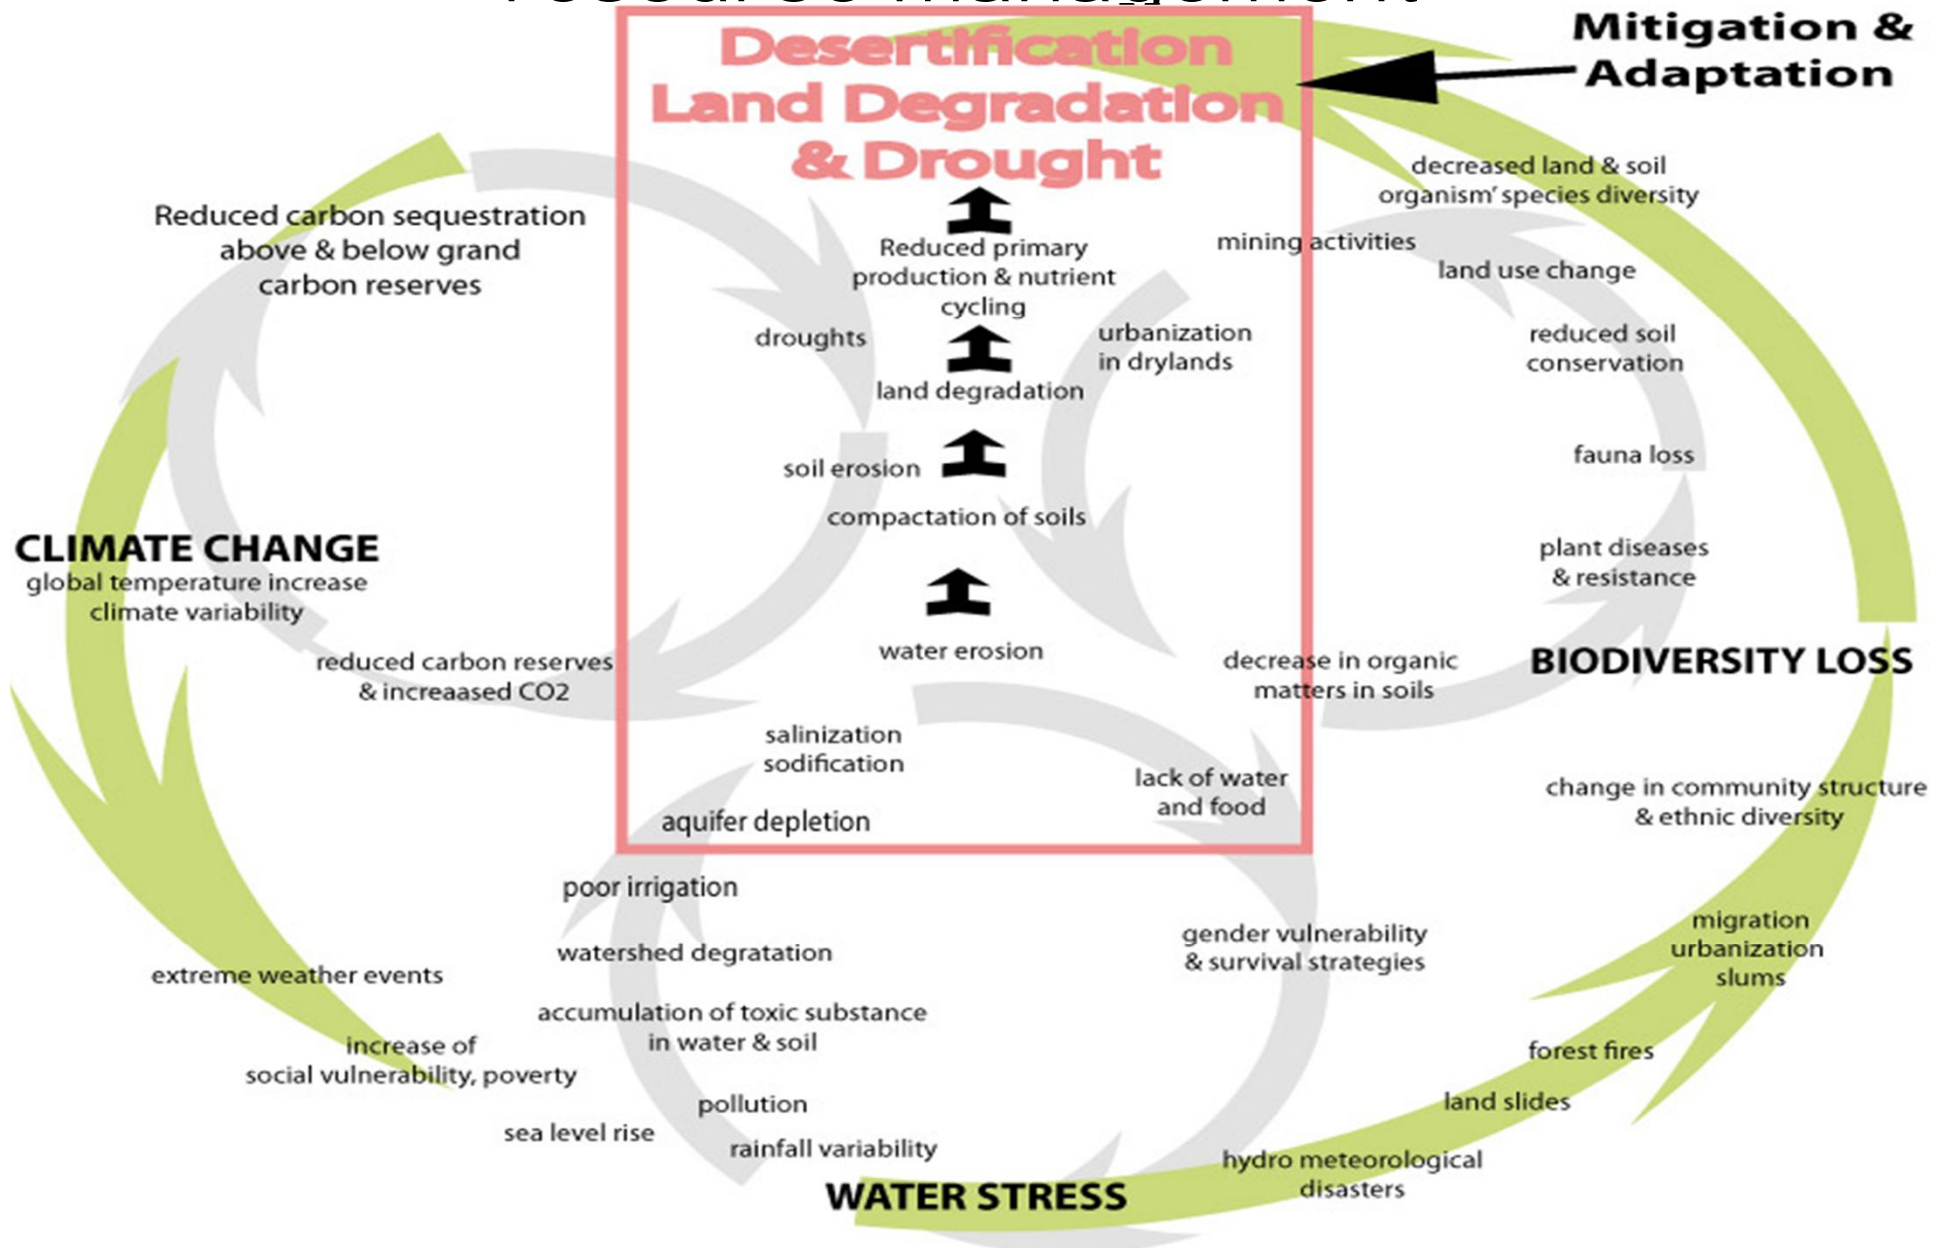 resource management
Mitigation &
Adaptation
Desertification
Land Degradation
& Drought
decreased land & soil
organism' species diversity
Reduced carbon sequestration
above & below grand
carbon reserves
Reduced primary
production & nutrient
cycling
mining activities
land use change
droughts
urbanization
in drylands
reduced soil
conservation
land degradation
soil erosion
fauna loss
compactation of soils
plant diseases
& resistance
CLIMATE CHANGE
global temperature increase
climate variability
water erosion
reduced carbon reserves
& increaased CO2
decrease in organic
matters in soils
BIODIVERSITY LOSS
salinization
sodification
lack of water
and food
change in community structure
& ethnic diversity
aquifer depletion
poor irrigation
watershed degratation
gender vulnerability
& survival strategies
migration
urbanization
slums
extreme weather events
accumulation of toxic substance
in water & soil
increase of
social vulnerability, poverty
forest fires
land slides
pollution
sea level rise
rainfall variability
hydro meteorological
disasters
WATER STRESS